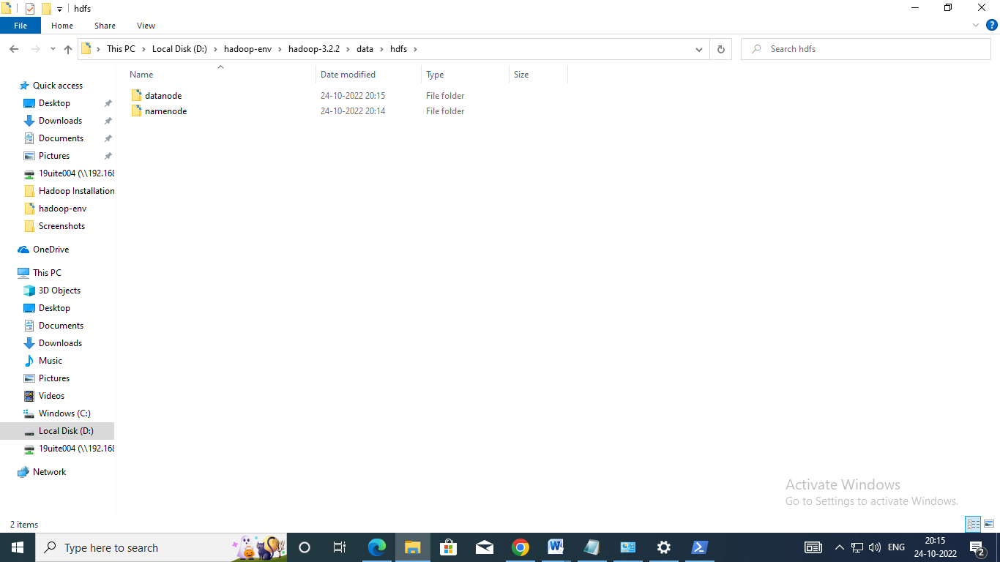 hdfs
File Home Share View
This PC Local Disk (D:) hadoop-env hadoop-3.2.2 data hdfs
Search hdfs
Name Date modified Type Size
datanode 24-10-2022 20:15 File folder
namenode 24-10-2022 20:14 File folder
Quick access
Desktop
Downloads
Documents
Pictures
19uite004 (\\192.168
Hadoop Installation
hadoop-env
Screenshots
OneDrive
This PC
3D Objects
Desktop
Documents
Downloads
Music
Pictures
Videos
Windows (C:)
Local Disk (D:)
19uite004 (\\192.168
Network
Activate Windows
Go to Settings to activate Windows.
2 items
Type here to search
ENG
20:15
24-10-2022
2